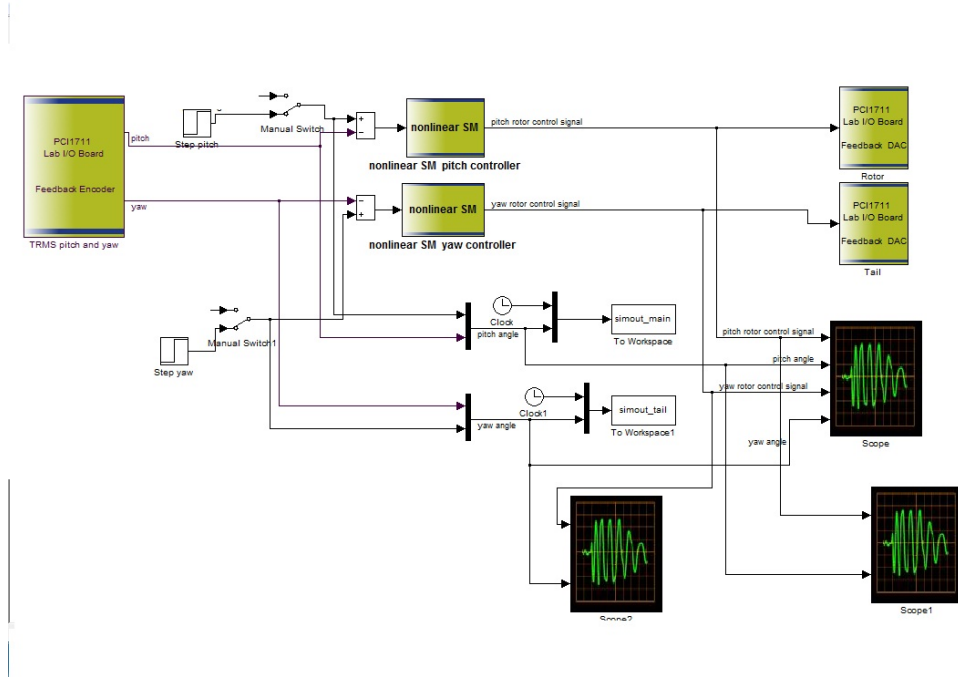 PCI1711
Lab I/O Board
Feedback Encoder
TRMS pitch and yaw
pitch
yaw
Step pitch
Manual Switch
+
−
nonlinear SM
nonlinear SM pitch controller
pitch rotor control signal
PCI1711
Lab I/O Board
Feedback DAC
Rotor
−
+
nonlinear SM
nonlinear SM yaw controller
yaw rotor control signal
PCI1711
Lab I/O Board
Feedback DAC
Tail
Step yaw
Manual Switch1
Clock
pitch angle
simout_main
To Workspace
Clock1
yaw angle
simout_tail
To Workspace1
pitch rotor control signal
pitch angle
yaw rotor control signal
yaw angle
Scope
Scope2
Scope1